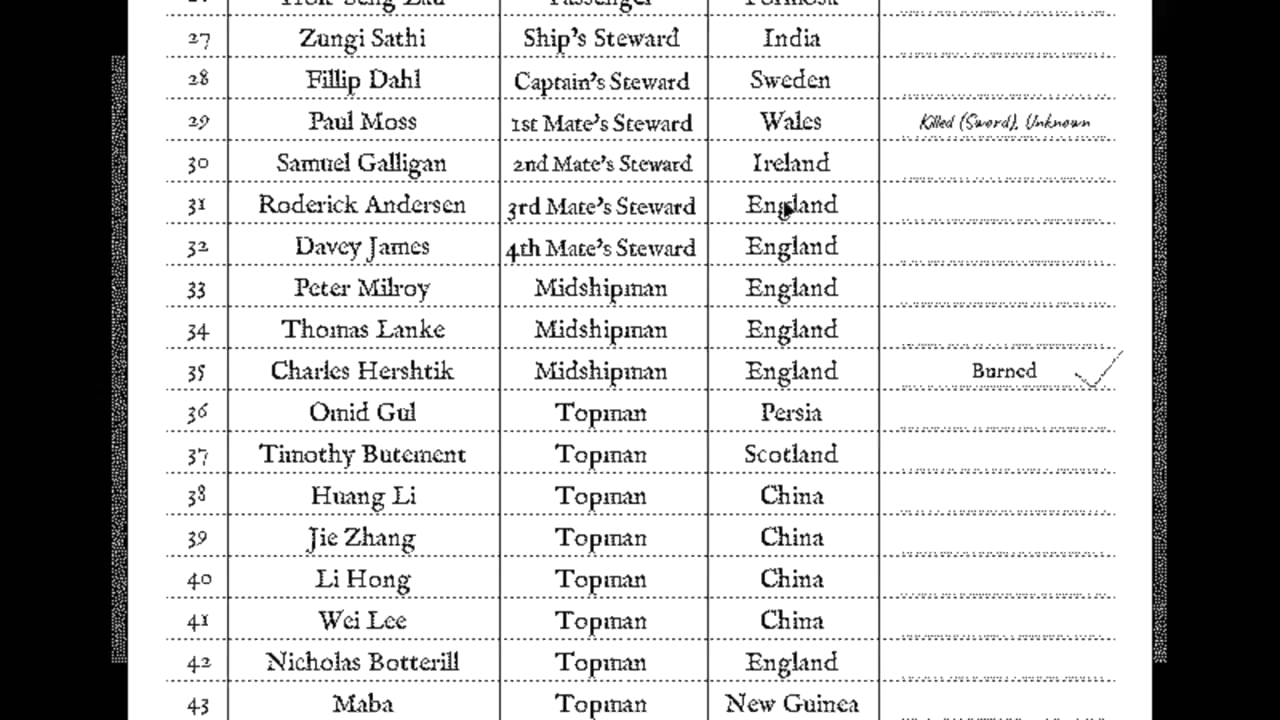 27 Zungi Sathi Ship's Steward India
28 Fillip Dahl Captain's Steward Sweden
29 Paul Moss 1st Mate's Steward Wales Killed (Sword), Unknown
30 Samuel Galligan 2nd Mate's Steward Ireland
31 Roderick Andersen 3rd Mate's Steward England
32 Davey James 4th Mate's Steward England
33 Peter Milroy Midshipman England
34 Thomas Lanke Midshipman England
35 Charles Hershtik Midshipman England Burned
36 Omid Gul Topman Persia
37 Timothy Butement Topman Scotland
38 Huang Li Topman China
39 Jie Zhang Topman China
40 Li Hong Topman China
41 Wei Lee Topman China
42 Nicholas Botterill Topman England
43 Maba Topman New Guinea